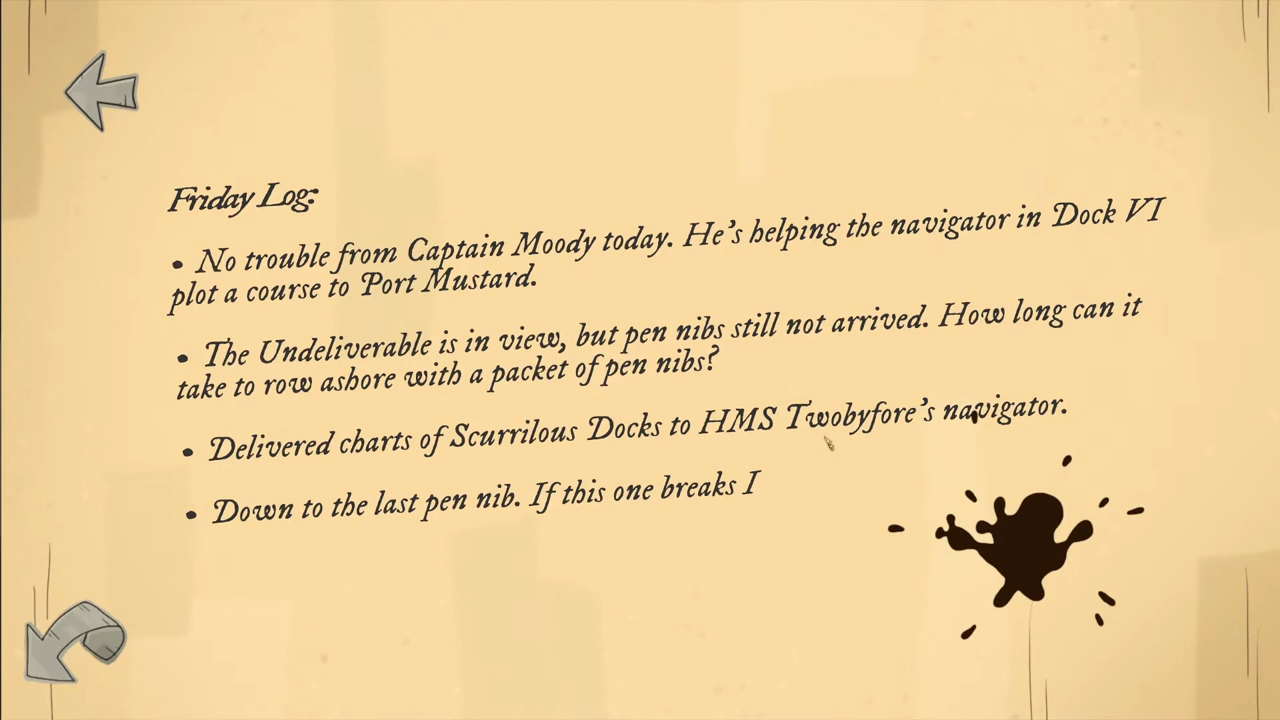 Friday Log:
• No trouble from Captain Moody today. He's helping the navigator in Dock VI
plot a course to Port Mustard.
• The Undeliverable is in view, but pen nibs still not arrived. How long can it
take to row ashore with a packet of pen nibs?
• Delivered charts of Scurrilous Docks to HMS Twobyfore's navigator.
• Down to the last pen nib. If this one breaks I